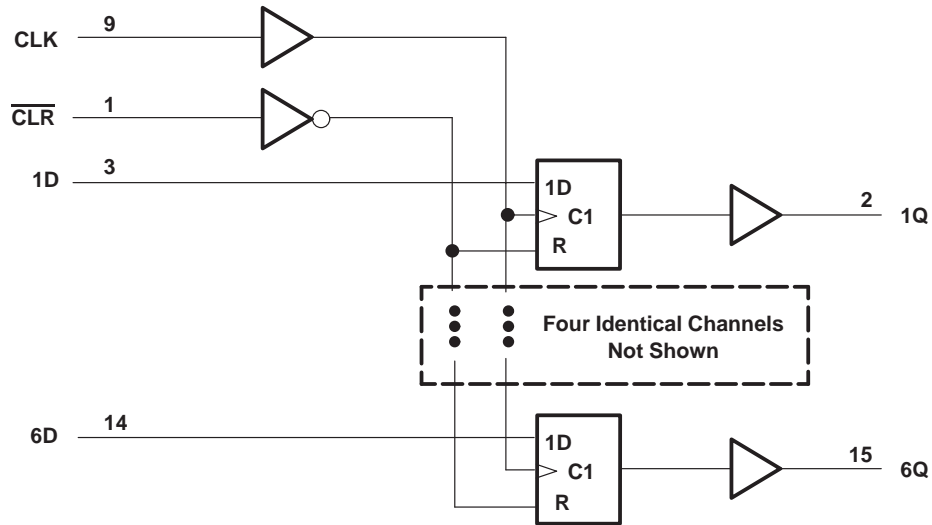 CLK
9
CLR
1
1D
3
1D
C1
R
2
1Q
Four Identical Channels
Not Shown
6D
14
1D
C1
R
15
6Q